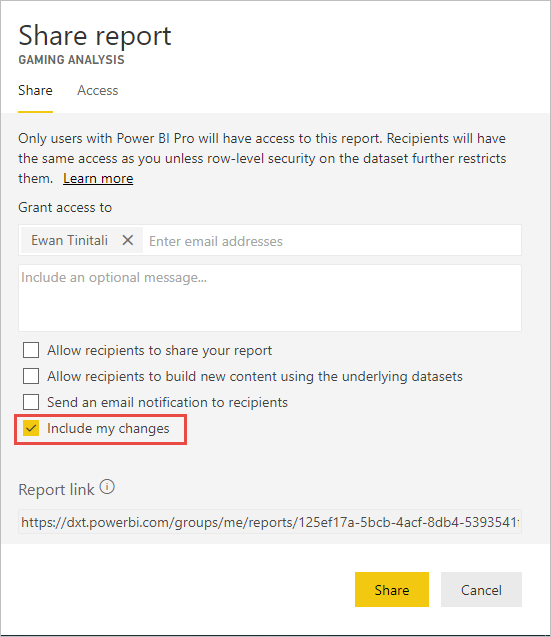 Share report
GAMING ANALYSIS
Share Access
Only users with Power BI Pro will have access to this report. Recipients will have
the same access as you unless row-level security on the dataset further restricts
them. Learn more
Grant access to
Ewan Tinitali Enter email addresses
Include an optional message...
Allow recipients to share your report
Allow recipients to build new content using the underlying datasets
Send an email notification to recipients
Include my changes
Report link
https://dxt.powerbi.com/groups/me/reports/125ef17a-5bcb-4acf-8db4-5393541f
Share Cancel